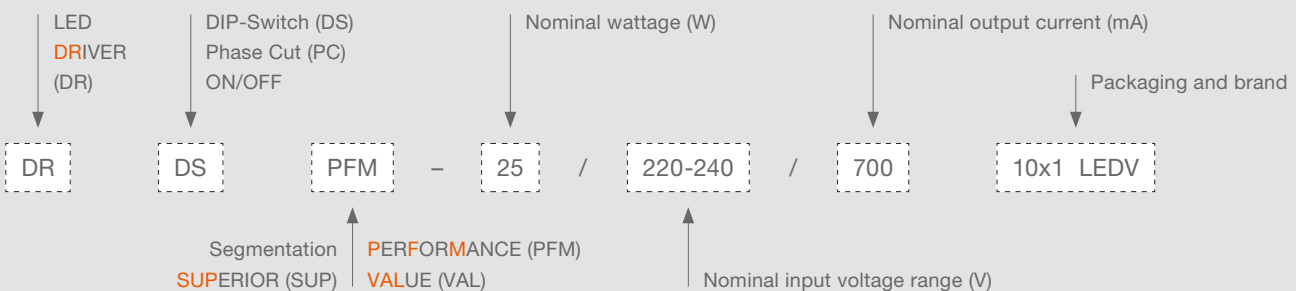 LED
DRIVER
(DR)
DIP-Switch (DS)
Phase Cut (PC)
ON/OFF
Nominal wattage (W)
Nominal output current (mA)
Packaging and brand
DR DS PFM – 25 / 220-240 / 700 10x1 LEDV
Segmentation
SUPERIOR (SUP)
PERFORMANCE (PFM)
VALUE (VAL)
Nominal input voltage range (V)